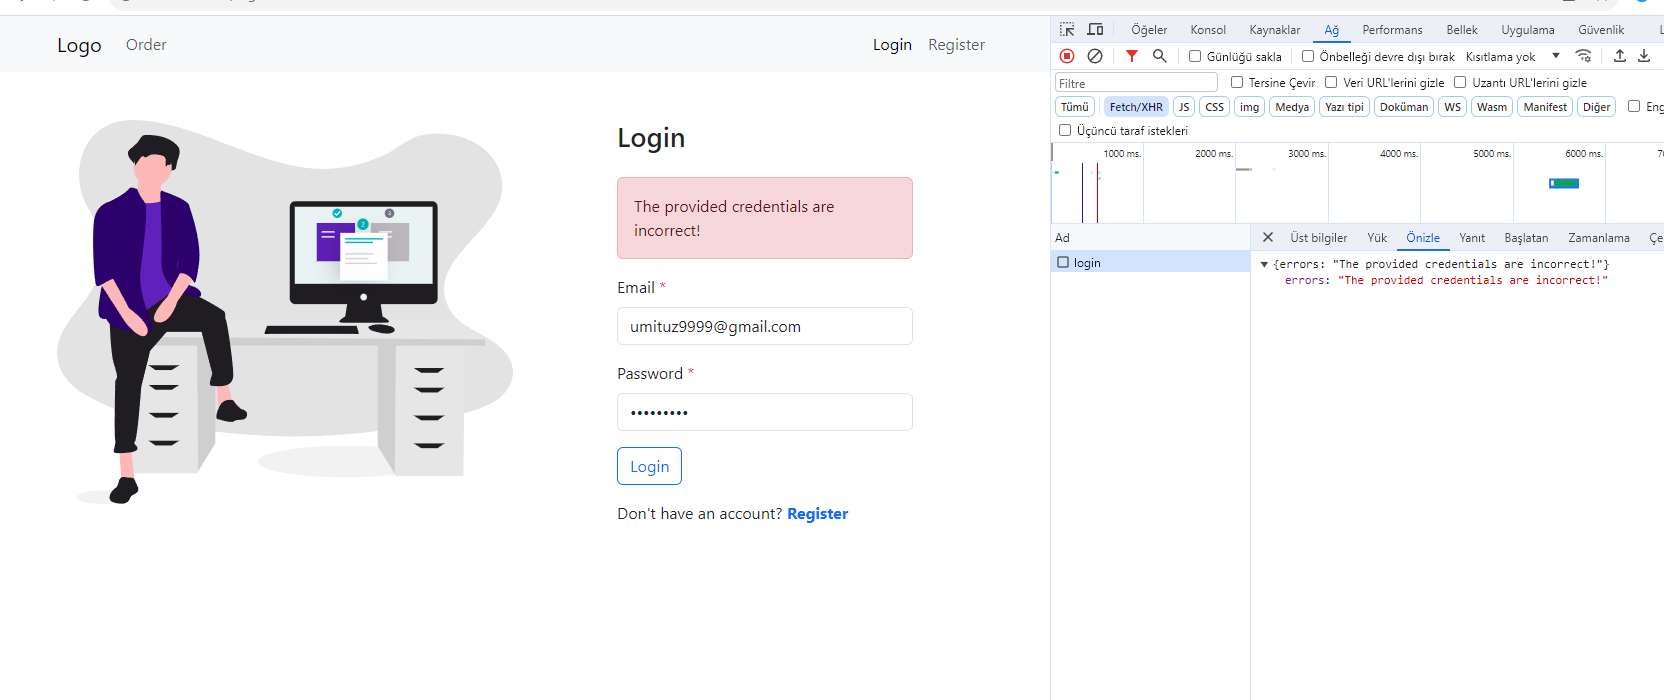 Logo Order Login Register
Login
The provided credentials are
incorrect!
Email *
umituz9999@gmail.com
Password *
•••••••••
Login
Don't have an account? Register
Öğeler Konsol Kaynaklar Ağ Performans Bellek Uygulama Güvenlik
Günlüğü sakla Önbelleği devre dışı bırak Kısıtlama yok
Filtre Tersine Çevir Veri URL'lerini gizle Uzantı URL'lerini gizle
Tümü Fetch/XHR JS CSS img Medya Yazı tipi Doküman WS Wasm Manifest Diğer Eng
Üçüncü taraf istekleri
1000 ms. 2000 ms. 3000 ms. 4000 ms. 5000 ms. 6000 ms.
Ad Üst bilgiler Yük Önizle Yanıt Başlatan Zamanlama Çe
login
{errors: "The provided credentials are incorrect!"}
errors: "The provided credentials are incorrect!"